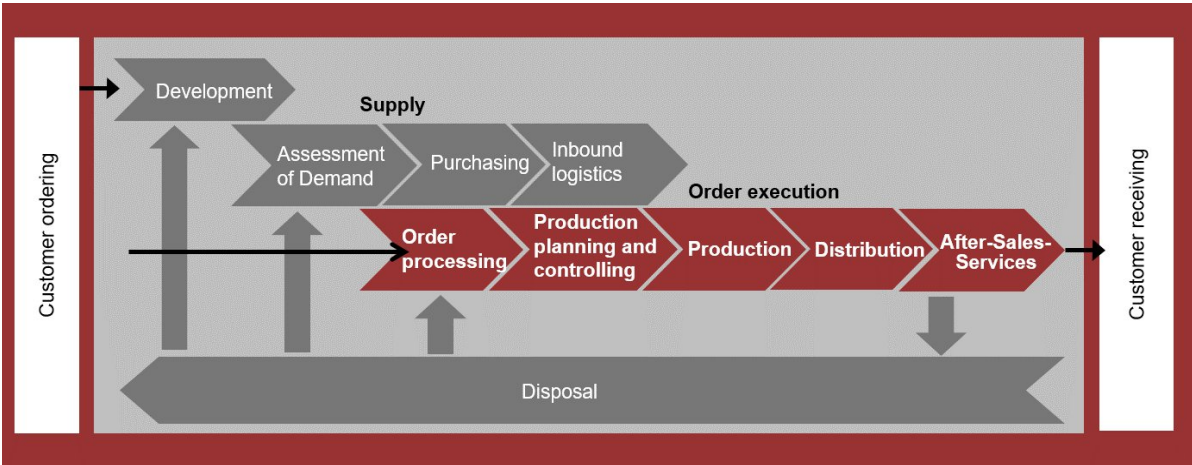 Customer ordering
Development
Supply
Assessment
of Demand
Purchasing
Inbound
logistics
Order execution
Order
processing
Production
planning and
controlling
Production
Distribution
After-Sales-
Services
Disposal
Customer receiving